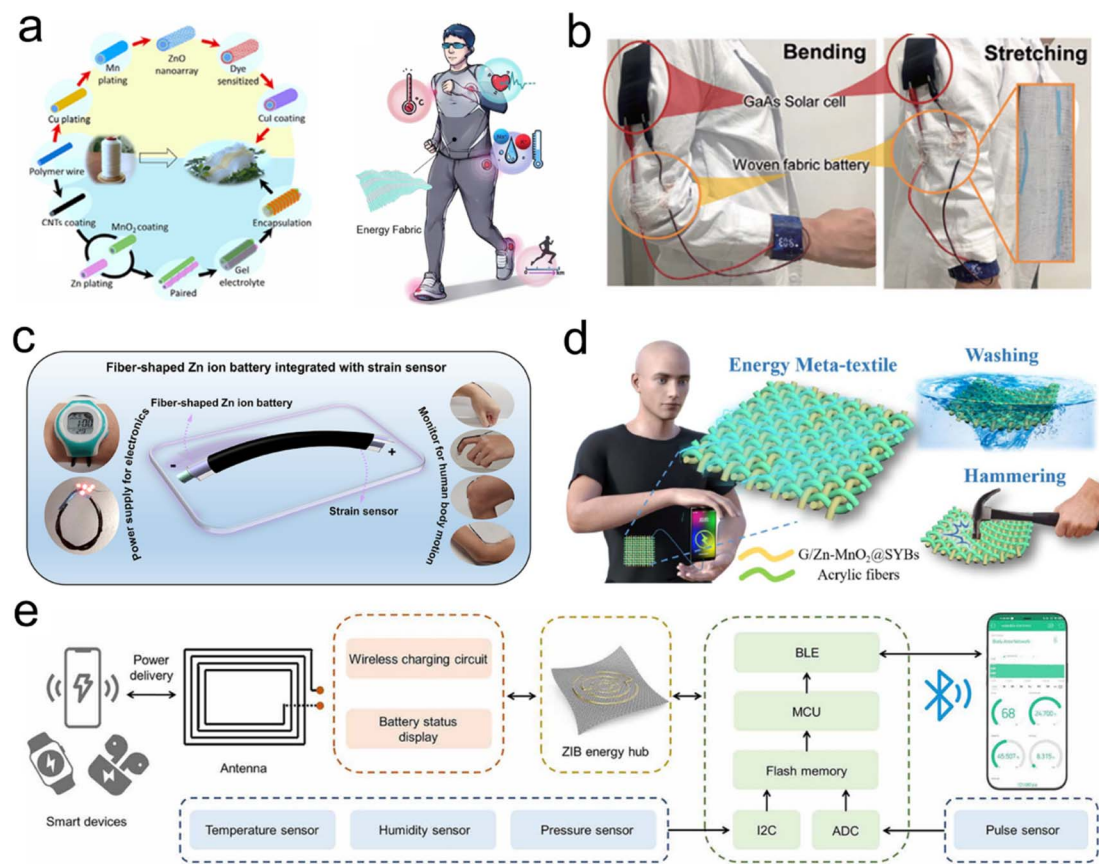 a
Mn
plating
ZnO
nanoarray
Dye
sensitized
Cu plating
CuI coating
Polymer wire
CNTs coating
MnO₂ coating
Encapsulation
Zn plating
Paired
Gel
electrolyte
°C
Energy Fabric
km
b
Bending
Stretching
GaAs Solar cell
Woven fabric battery
c
Fiber-shaped Zn ion battery integrated with strain sensor
Fiber-shaped Zn ion battery
Power supply for electronics
-
+
Strain sensor
Monitor for human body motion
d
Energy Meta-textile
Washing
Hammering
G/Zn-MnO₂@SYBs
Acrylic fibers
e
Power
delivery
Smart devices
Antenna
Wireless charging circuit
Battery status
display
ZIB energy hub
BLE
MCU
Flash memory
I2C
ADC
68
24.700
Temperature sensor
Humidity sensor
Pressure sensor
Pulse sensor